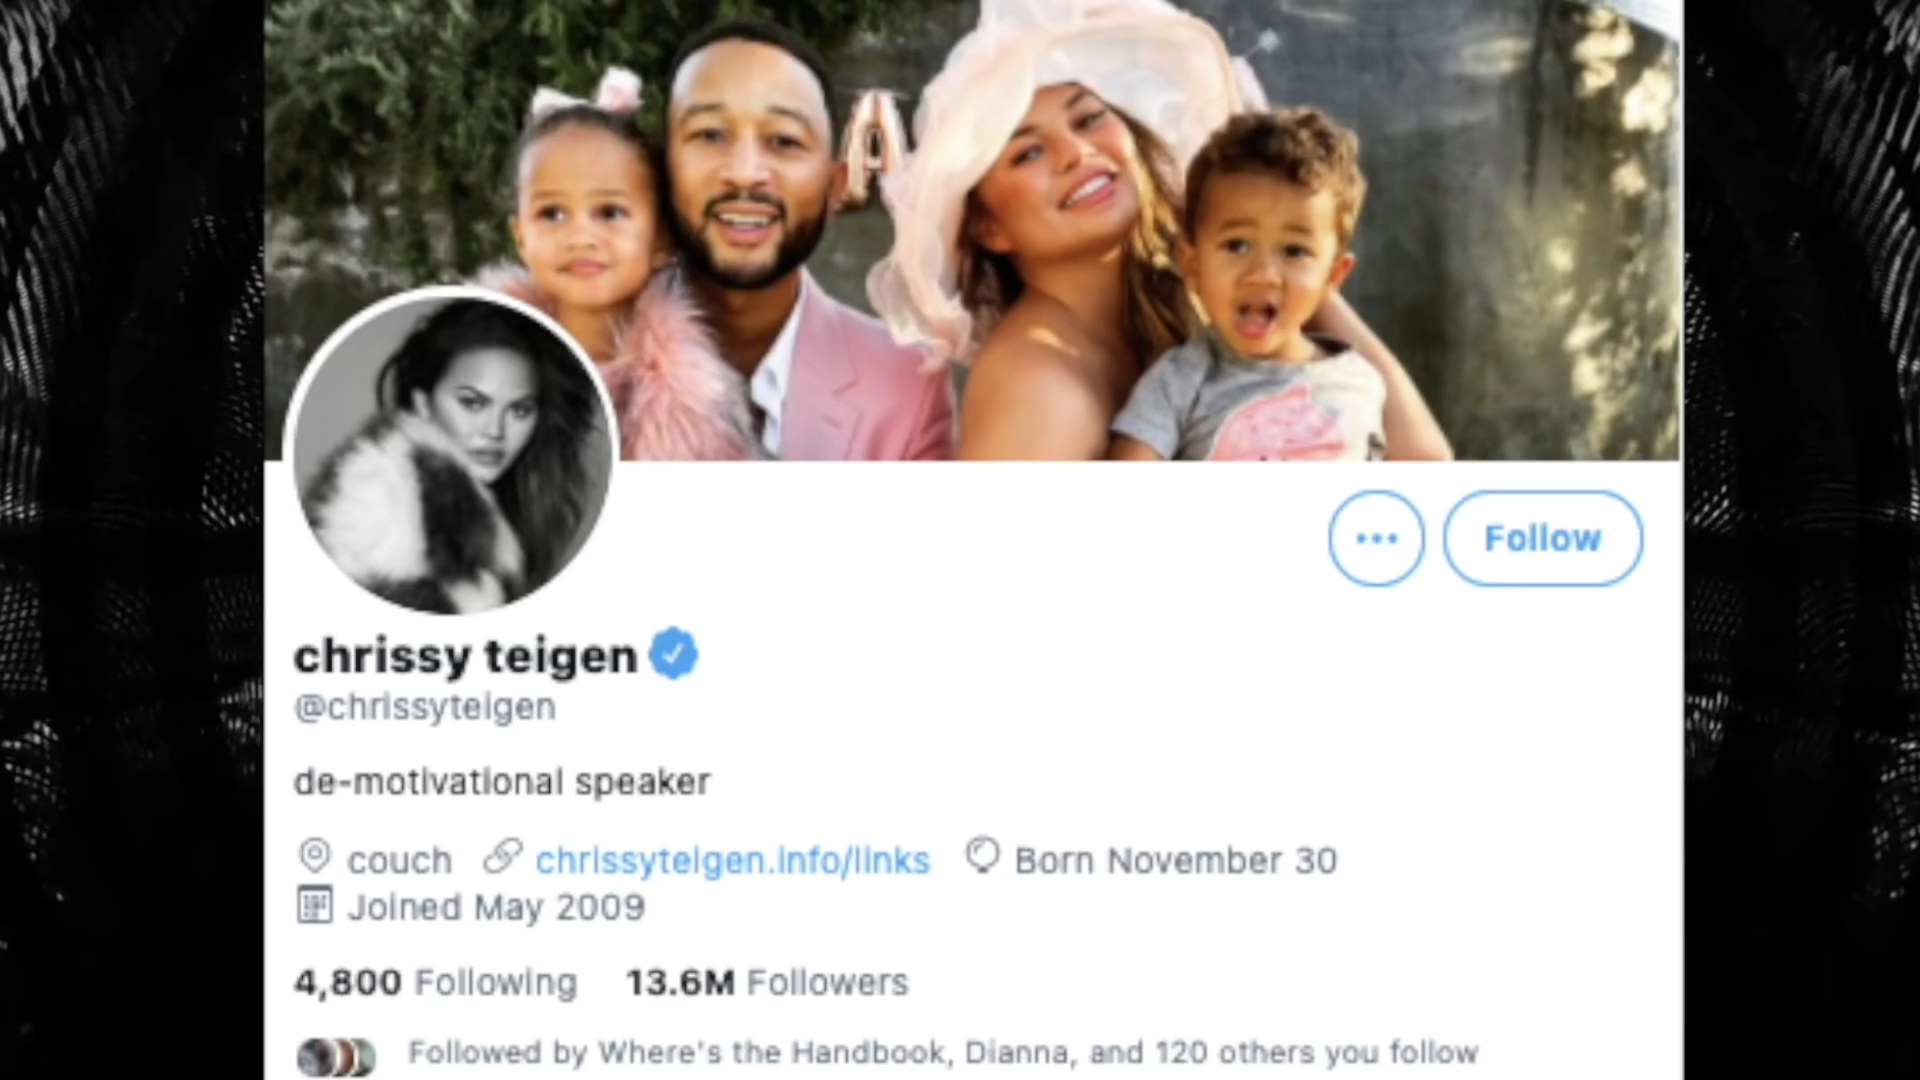 A
Follow
chrissy teigen
@chrissyteigen
de-motivational speaker
couch chrissyteigen.info/links Born November 30
Joined May 2009
4,800 Following 13.6M Followers
Followed by Where's the Handbook, Dianna, and 120 others you follow